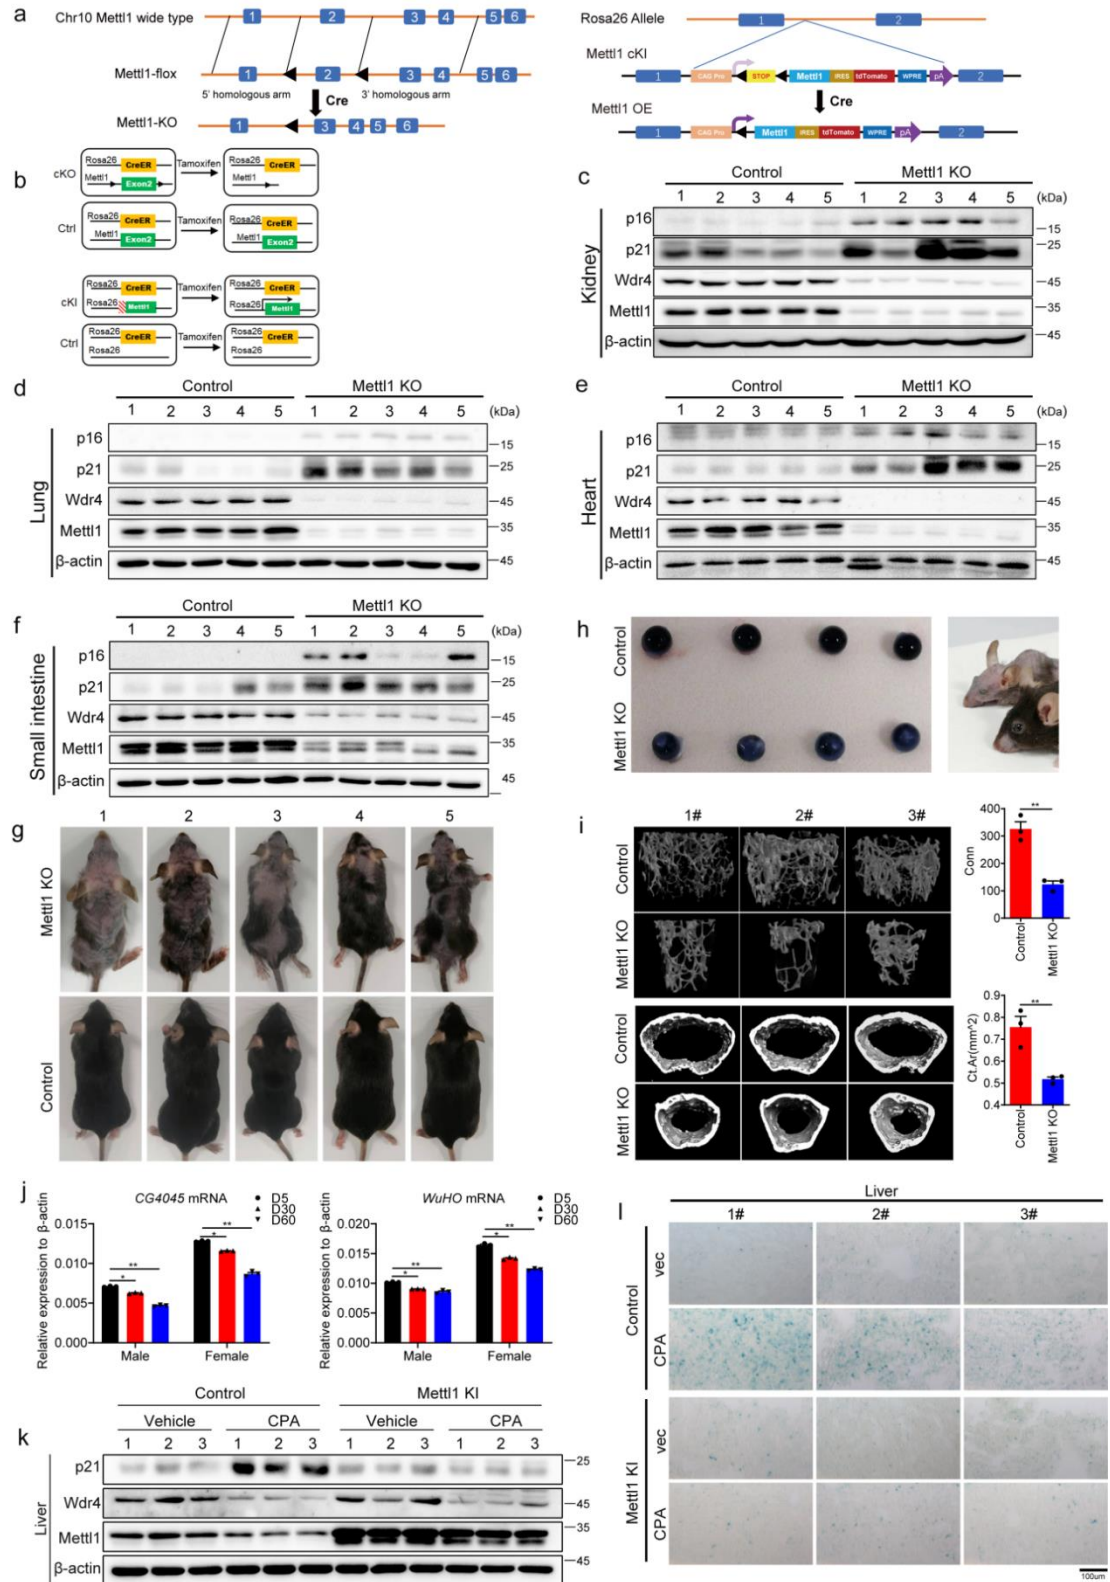 a
Chr10 Mettl1 wide type
1 2 3 4 5 6
Mettl1-flox
1 2 3 4 5 6
5' homologous arm 3' homologous arm
Cre
Mettl1-KO
1 3 4 5 6
Rosa26 Allele
1 2
Mettl1 cKI
1 CAG Pro STOP Mettl1 IRES tdTomato WPRE pA 2
Cre
Mettl1 OE
1 CAG Pro Mettl1 IRES tdTomato WPRE pA 2
b
cKO
Rosa26 CreER Tamoxifen Rosa26 CreER
Mettl1 Exon2 Mettl1
Ctrl
Rosa26 CreER Tamoxifen Rosa26 CreER
Mettl1 Exon2 Mettl1 Exon2
cKI
Rosa26 CreER Tamoxifen Rosa26 CreER
Rosa26 Mettl1 Rosa26 Mettl1
Ctrl
Rosa26 CreER Tamoxifen Rosa26 CreER
Rosa26 Rosa26
c
Control Mettl1 KO
1 2 3 4 5 1 2 3 4 5 (kDa)
Kidney
p16 15
p21 25
Wdr4 45
Mettl1 35
β-actin 45
d
Control Mettl1 KO
1 2 3 4 5 1 2 3 4 5 (kDa)
Lung
p16 15
p21 25
Wdr4 45
Mettl1 35
β-actin 45
e
Control Mettl1 KO
1 2 3 4 5 1 2 3 4 5 (kDa)
Heart
p16 15
p21 25
Wdr4 45
Mettl1 35
β-actin 45
f
Control Mettl1 KO
1 2 3 4 5 1 2 3 4 5 (kDa)
Small intestine
p16 15
p21 25
Wdr4 45
Mettl1 35
β-actin 45
g
1 2 3 4 5
Mettl1 KO
Control
h
Control
Mettl1 KO
i
1# 2# 3#
Control
Mettl1 KO
Control
Mettl1 KO
Conn
400
300
200
100
0
**
Control Mettl1 KO
Ct.Ar(mm^2)
0.9
0.8
0.7
0.6
0.5
0.4
**
Control Mettl1 KO
j
CG4045 mRNA
D5
D30
D60
Relative expression to β-actin
0.015
0.010
0.005
0.000
** * ** *
Male Female
WuHO mRNA
D5
D30
D60
Relative expression to β-actin
0.020
0.015
0.010
0.005
0.000
** * ** *
Male Female
k
Control Mettl1 KI
Vehicle CPA Vehicle CPA
1 2 3 1 2 3 1 2 3 1 2 3
Liver
p21 25
Wdr4 45
Mettl1 35
β-actin 45
l
Liver
1# 2# 3#
Control
vec
CPA
Mettl1 KI
vec
CPA
100um